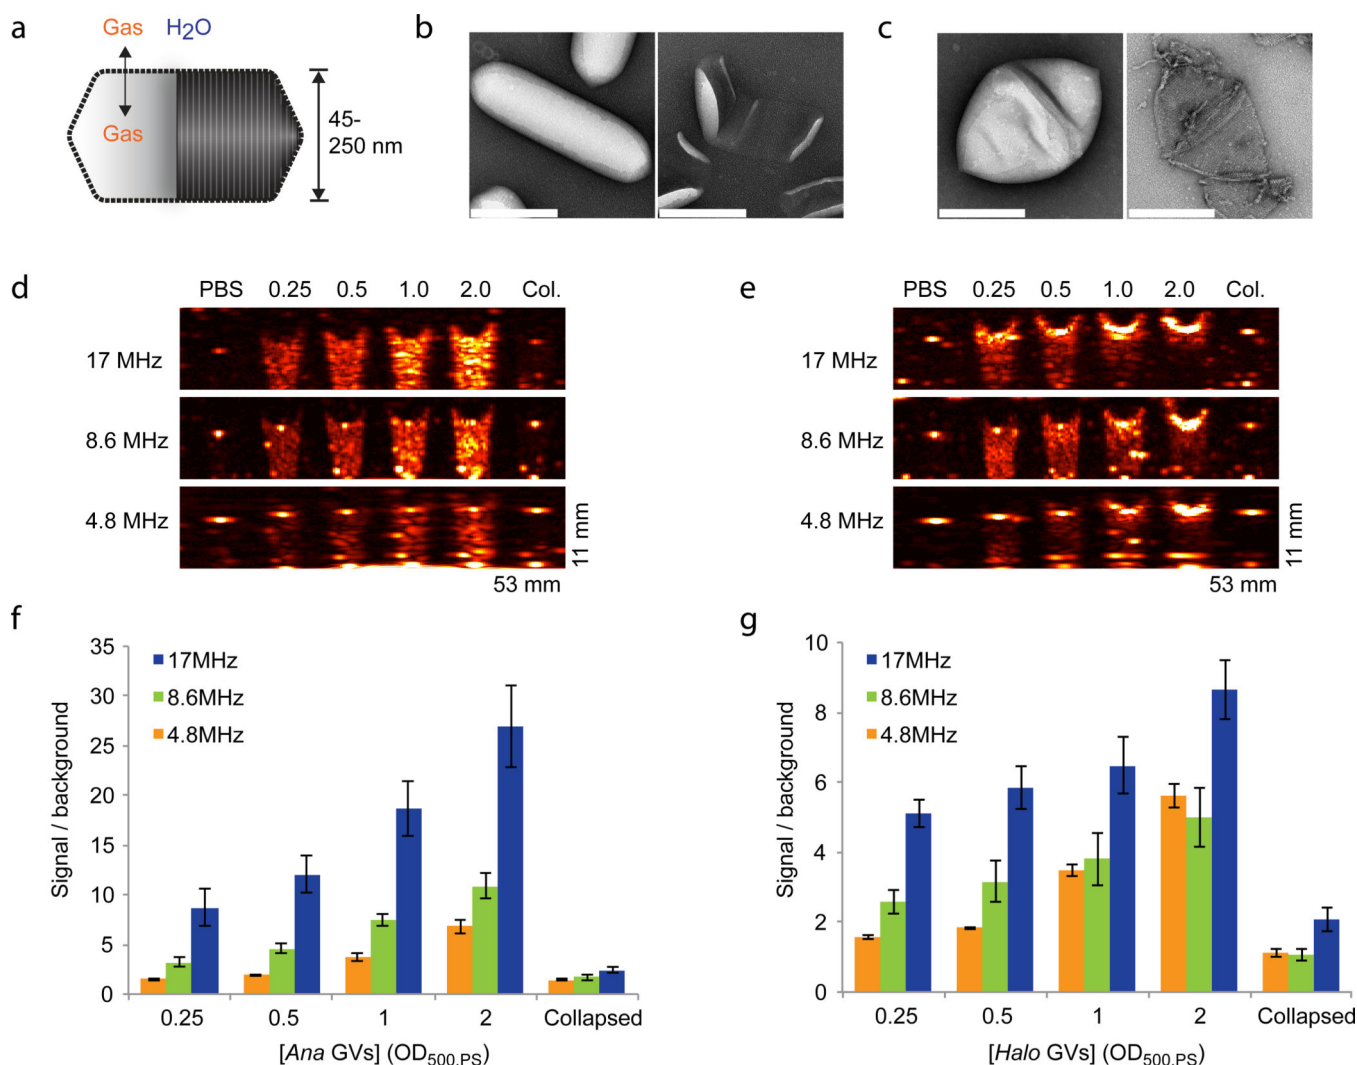 a
Gas
H2O
Gas
45-
250 nm
b
c
d
PBS 0.25 0.5 1.0 2.0 Col.
17 MHz
8.6 MHz
4.8 MHz
11 mm
53 mm
e
PBS 0.25 0.5 1.0 2.0 Col.
17 MHz
8.6 MHz
4.8 MHz
11 mm
53 mm
f
35
30
25
20
15
10
5
0
Signal / background
17MHz
8.6MHz
4.8MHz
0.25 0.5 1 2 Collapsed
[Ana GVs] (OD500,PS)
g
10
8
6
4
2
0
Signal / background
17MHz
8.6MHz
4.8MHz
0.25 0.5 1 2 Collapsed
[Halo GVs] (OD500,PS)